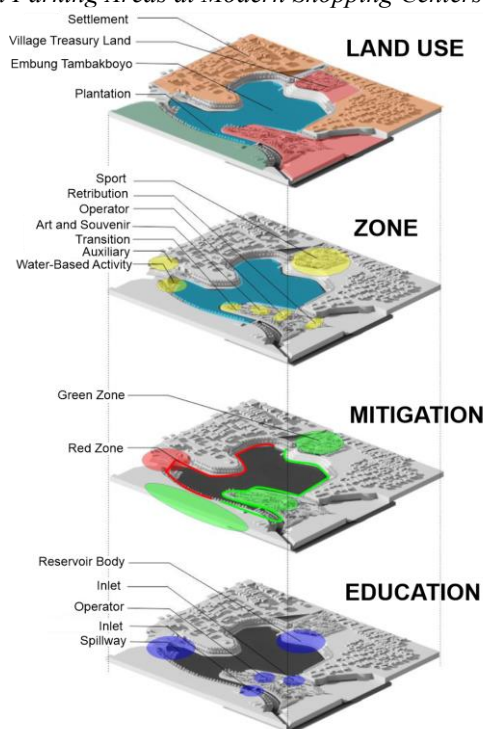 Parking Areas at Modern Shopping Centers
Settlement
Village Treasury Land
Embung Tambakboyo
Plantation
LAND USE
Sport
Retribution
Operator
Art and Souvenir
Transition
Auxiliary
Water-Based Activity
ZONE
Green Zone
Red Zone
MITIGATION
Reservoir Body
Inlet
Operator
Inlet
Spillway
EDUCATION